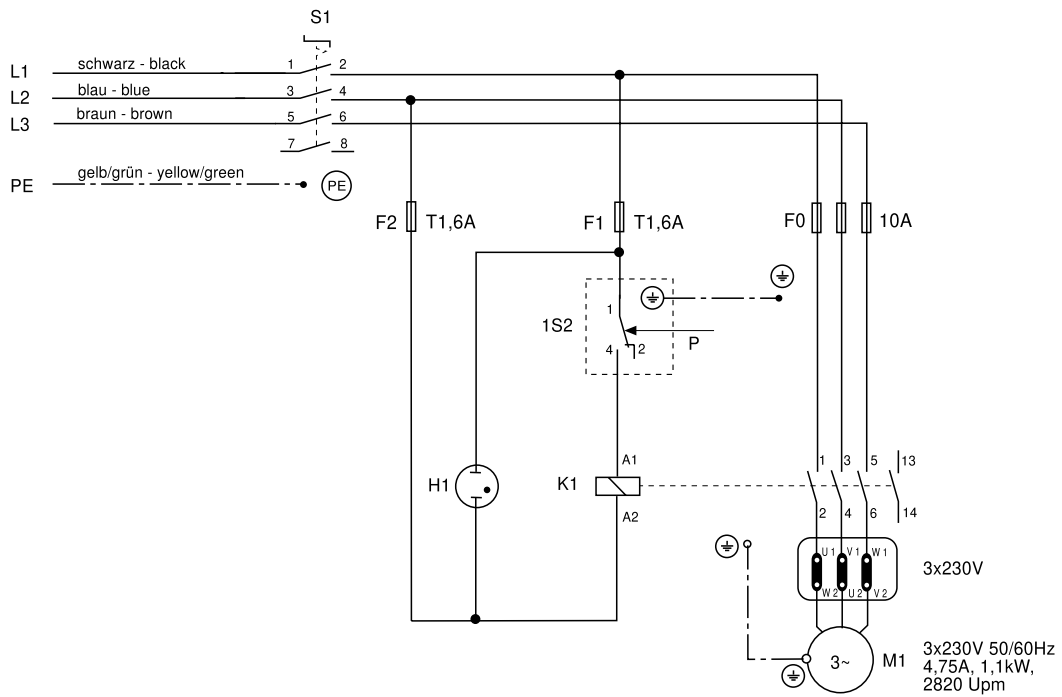 S1
L1 schwarz - black 1 2
L2 blau - blue 3 4
L3 braun - brown 5 6
7 8
PE gelb/grün - yellow/green PE
F2 T1,6A F1 T1,6A F0 10A
1
1S2
P
4 2
A1 1 3 5 13
H1 K1
A2 2 4 6 14
U1 V1 W1
3x230V
W2 U2 V2
3~ M1 3x230V 50/60Hz
4,75A, 1,1kW,
2820 Upm